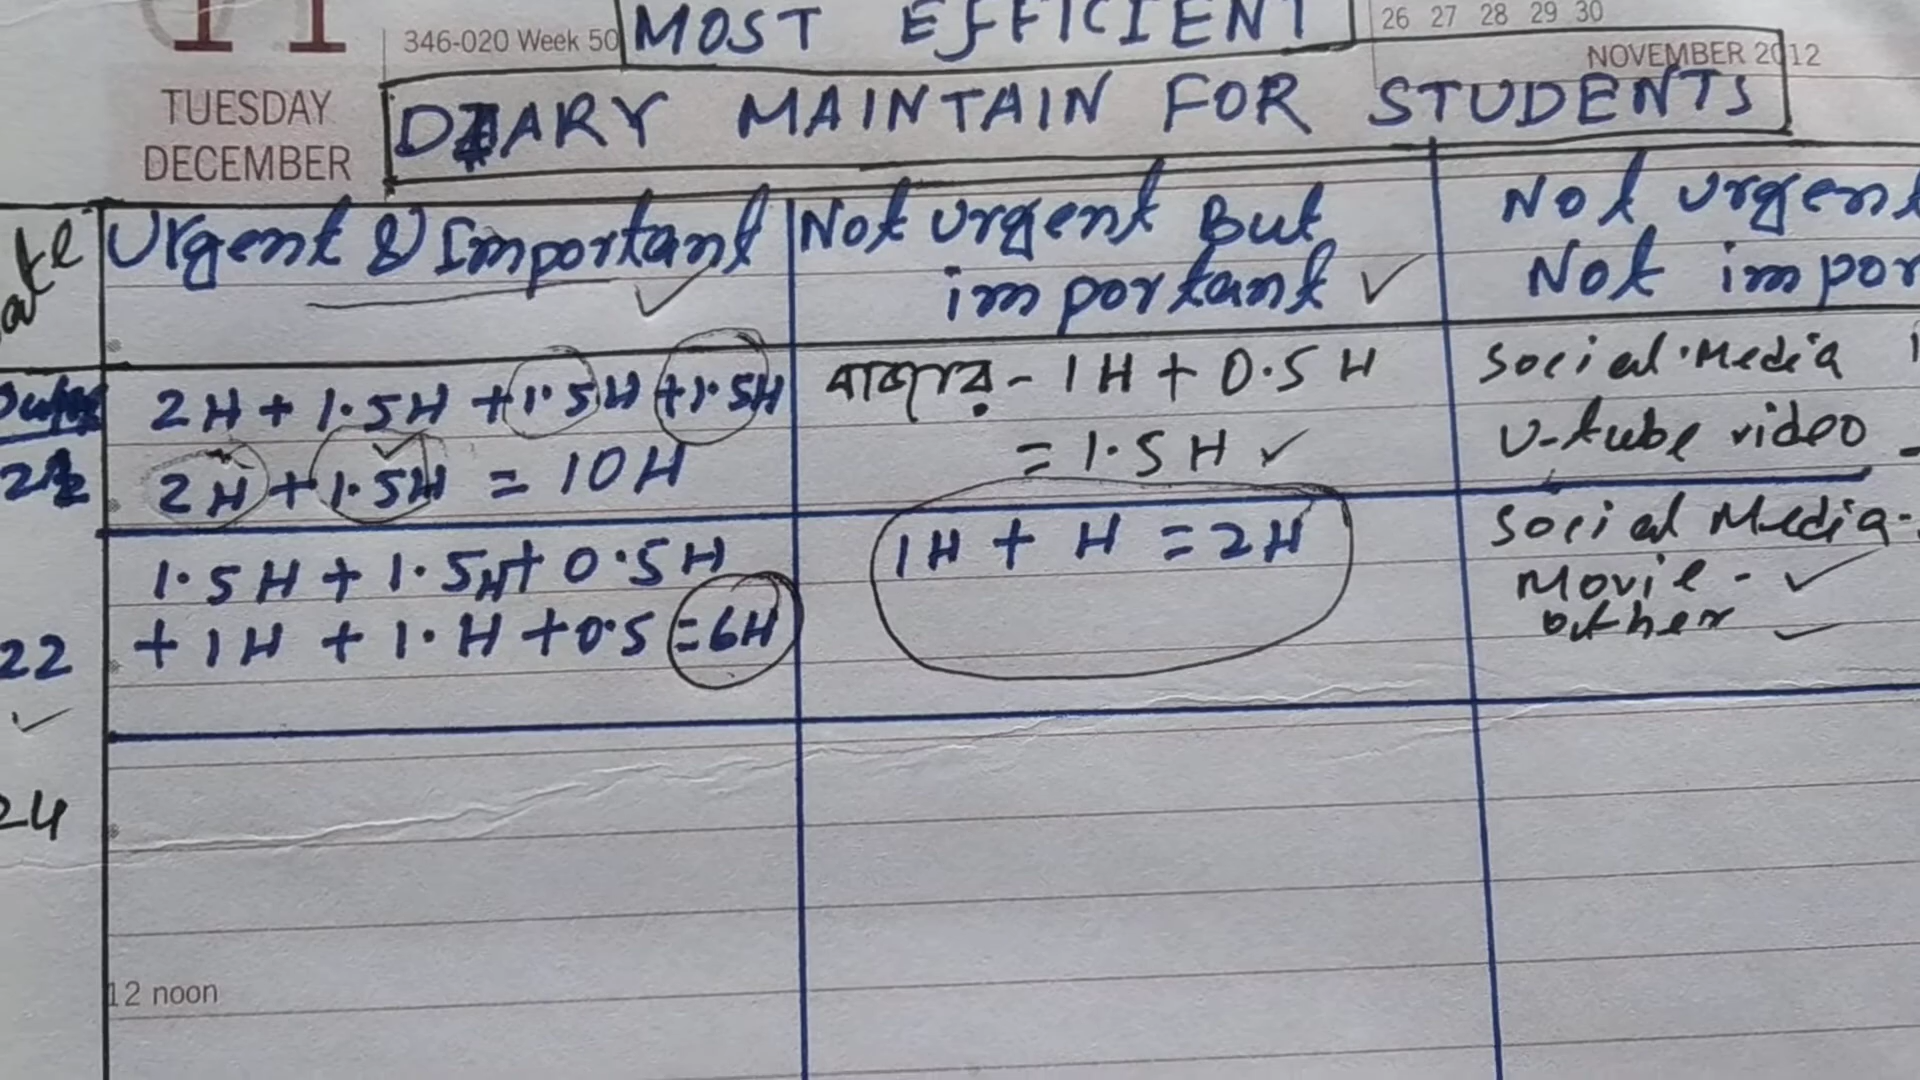 26 27 28 29 30
346-020 Week 50
MOST EFFICIENT
NOVEMBER 2012
TUESDAY
DECEMBER
DIARY MAINTAIN FOR STUDENTS
ate
Urgent & Important
Not urgent But
important
Not urgent
Not impor
2H + 1.5H + 1.5H + 1.5H
2H + 1.5H = 10H
বাজার - 1H + 0.5H
= 1.5H
Social Media
U-tube video
22
1.5H + 1.5H + 0.5H
+ 1H + 1.H + 0.5 = 6H
1H + H = 2H
Social Media -
Movie -
other
24
12 noon